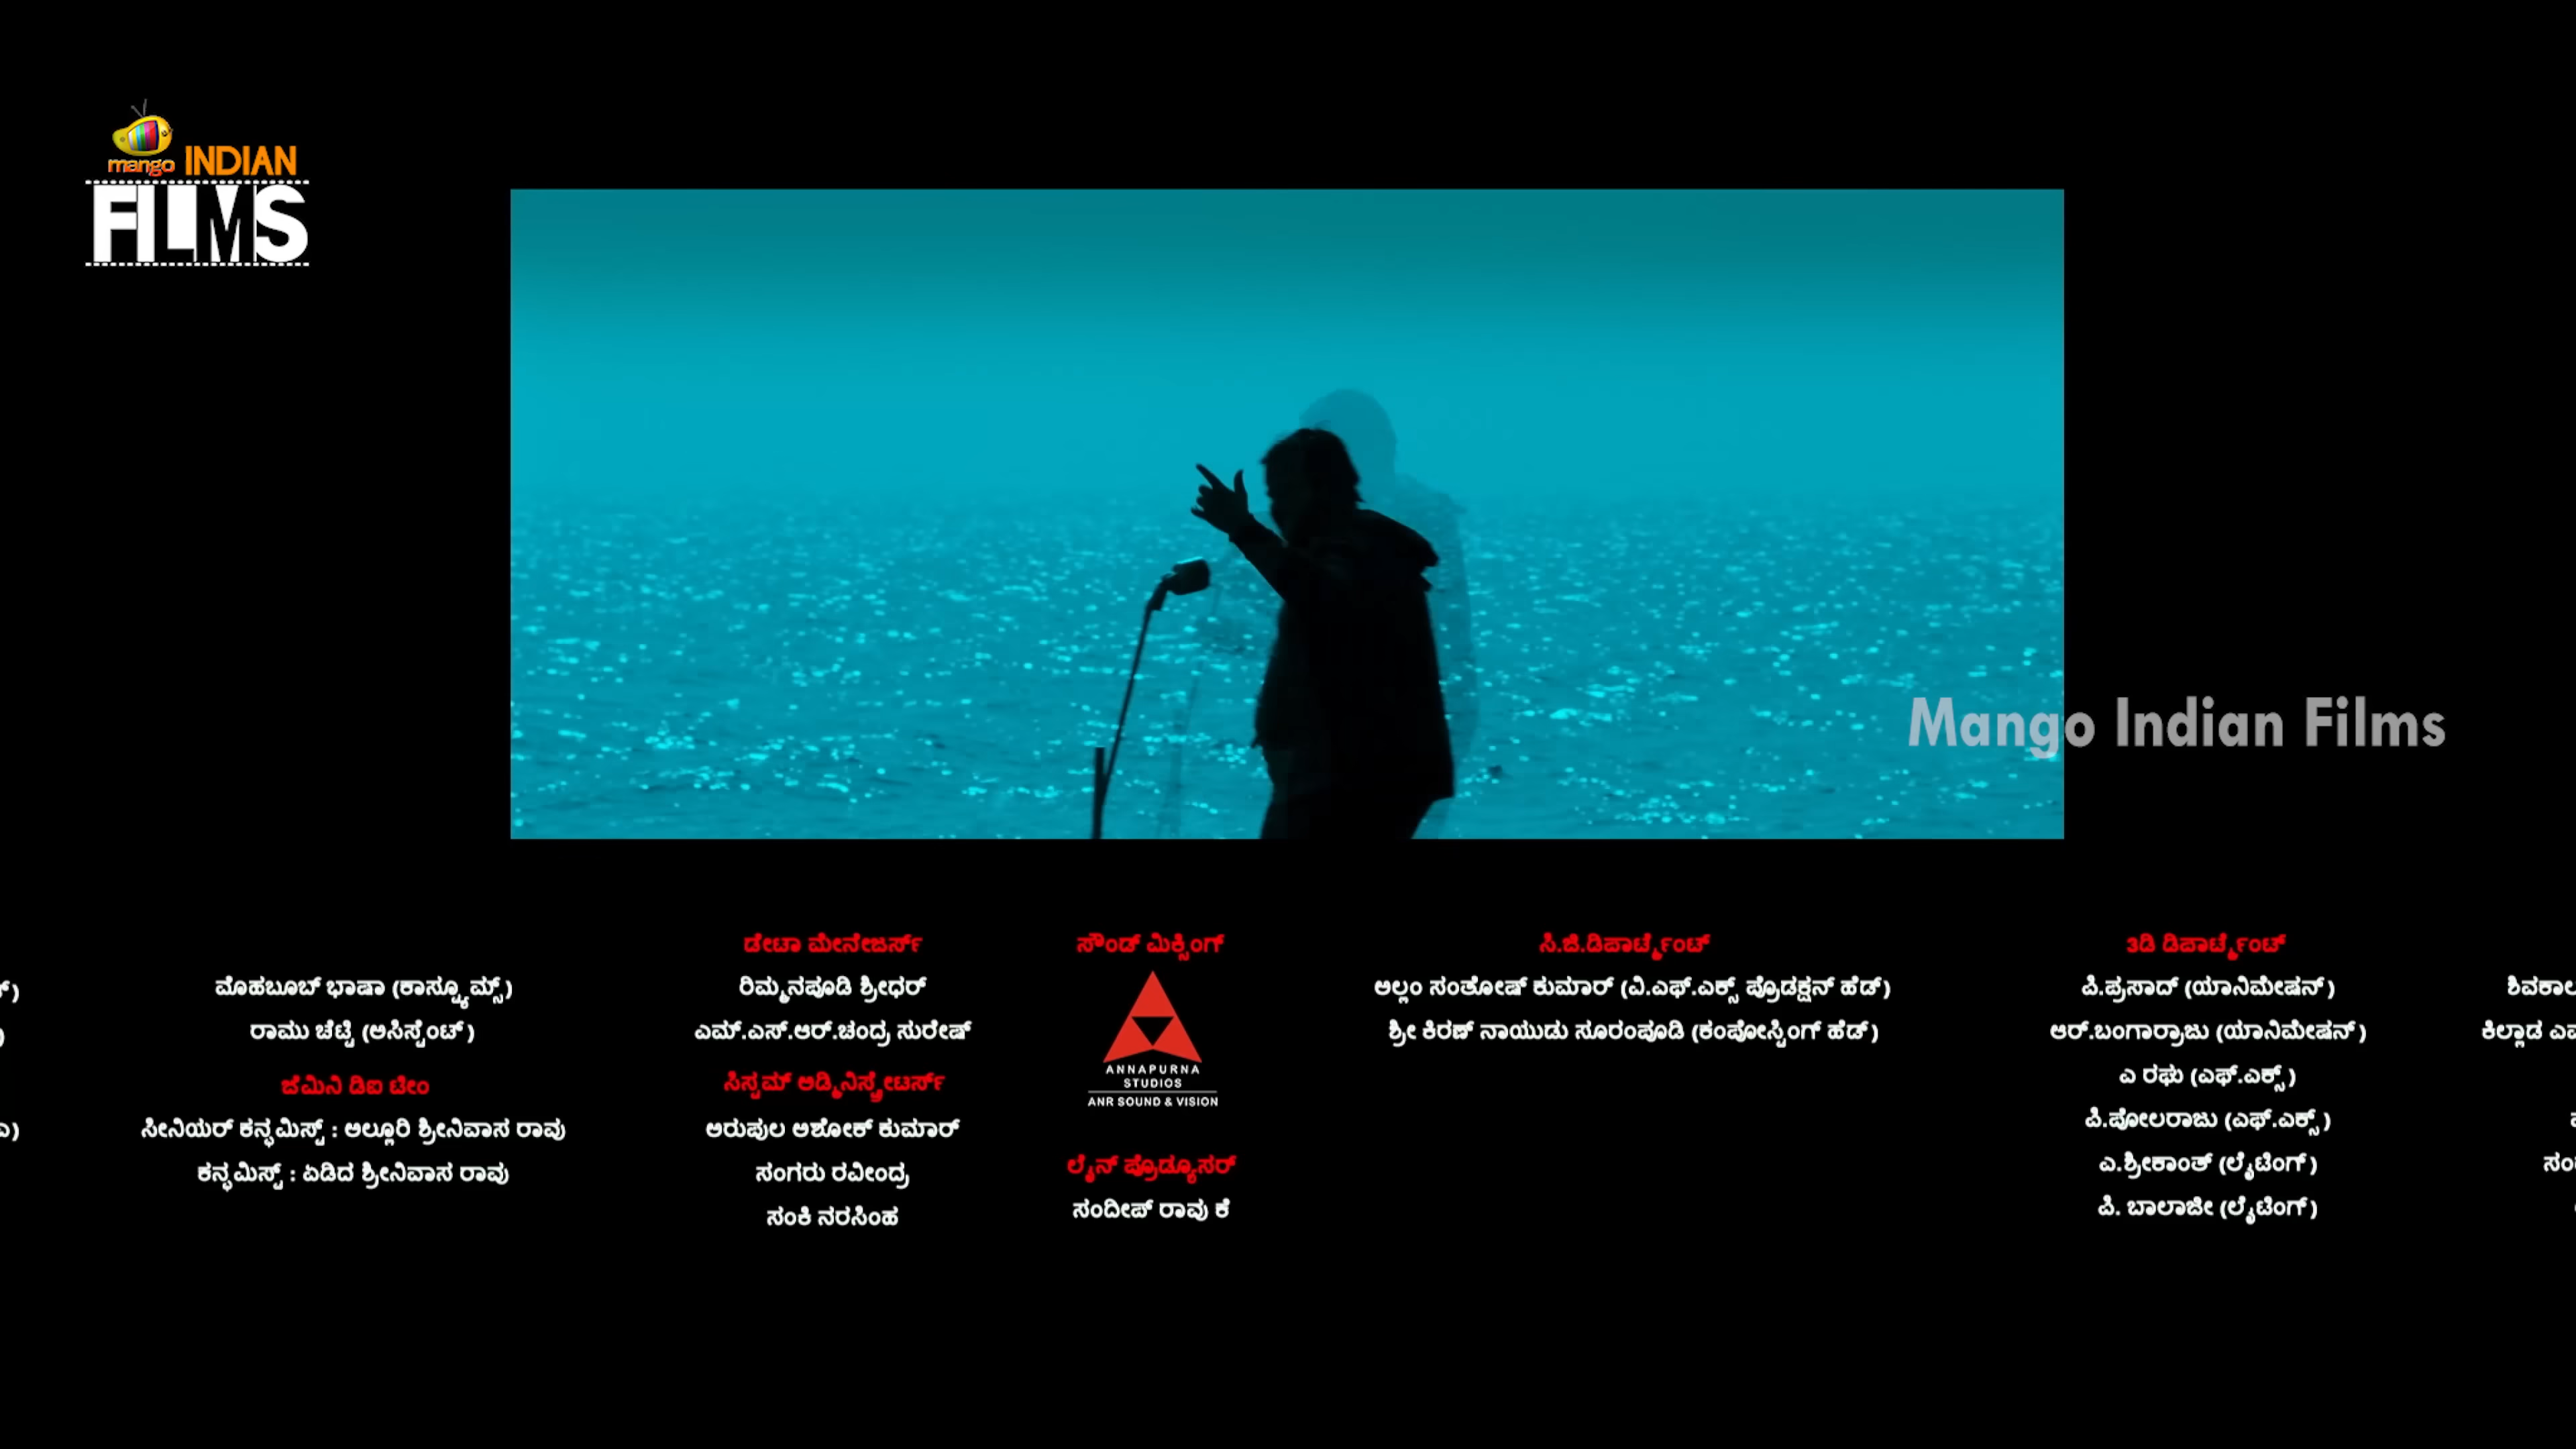 mango INDIAN
FILMS
Mango Indian Films
ಮೊಹಬೂಬ್ ಭಾಷಾ (ಕಾಸ್ಟ್ಯೂಮ್ಸ್)
ರಾಮು ಚೆಟ್ಟಿ (ಅಸಿಸ್ಟೆಂಟ್)
ಜೆಮಿನಿ ಡಿಐ ಟೀಂ
ಸೀನಿಯರ್ ಕನ್ಫಮಿಸ್ಟ್ : ಅಲ್ಲೂರಿ ಶ್ರೀನಿವಾಸ ರಾವು
ಕನ್ಫಮಿಸ್ಟ್ : ಏಡಿದ ಶ್ರೀನಿವಾಸ ರಾವು
ಡೇಟಾ ಮೇನೇಜರ್ಸ್
ರಿಮ್ಮನಪೂಡಿ ಶ್ರೀಧರ್
ಎಮ್.ಎಸ್.ಆರ್.ಚಂದ್ರ ಸುರೇಷ್
ಸಿಸ್ಟಮ್ ಅಡ್ಮಿನಿಸ್ಟ್ರೇಟರ್ಸ್
ಅರುಪುಲ ಅಶೋಕ್ ಕುಮಾರ್
ಸಂಗರು ರವೀಂದ್ರ
ಸಂಕಿ ನರಸಿಂಹ
ಸೌಂಡ್ ಮಿಕ್ಸಿಂಗ್
ANNAPURNA
STUDIOS
ANR SOUND & VISION
ಲೈನ್ ಪ್ರೊಡ್ಯೂಸರ್
ಸಂದೀಪ್ ರಾವು ಕೆ
ಸಿ.ಜಿ.ಡಿಪಾರ್ಟ್ಮೆಂಟ್
ಅಲ್ಲಂ ಸಂತೋಷ್ ಕುಮಾರ್ (ವಿ.ಎಫ್.ಎಕ್ಸ್ ಪ್ರೊಡಕ್ಷನ್ ಹೆಡ್)
ಶ್ರೀ ಕಿರಣ್ ನಾಯುಡು ಸೂರಂಪೂಡಿ (ಕಂಪೋಸ್ಟಿಂಗ್ ಹೆಡ್)
3ಡಿ ಡಿಪಾರ್ಟ್ಮೆಂಟ್
ಪಿ.ಪ್ರಸಾದ್ (ಯಾನಿಮೇಷನ್)
ಆರ್.ಬಂಗಾರ್ರಾಜು (ಯಾನಿಮೇಷನ್)
ಎ ರಘು (ಎಫ್.ಎಕ್ಸ್)
ಪಿ.ಪೋಲರಾಜು (ಎಫ್.ಎಕ್ಸ್)
ಎ.ಶ್ರೀಕಾಂತ್ (ಲೈಟಿಂಗ್)
ಪಿ. ಬಾಲಾಜೀ (ಲೈಟಿಂಗ್)
ಕಿಲ್ಲಾಡ